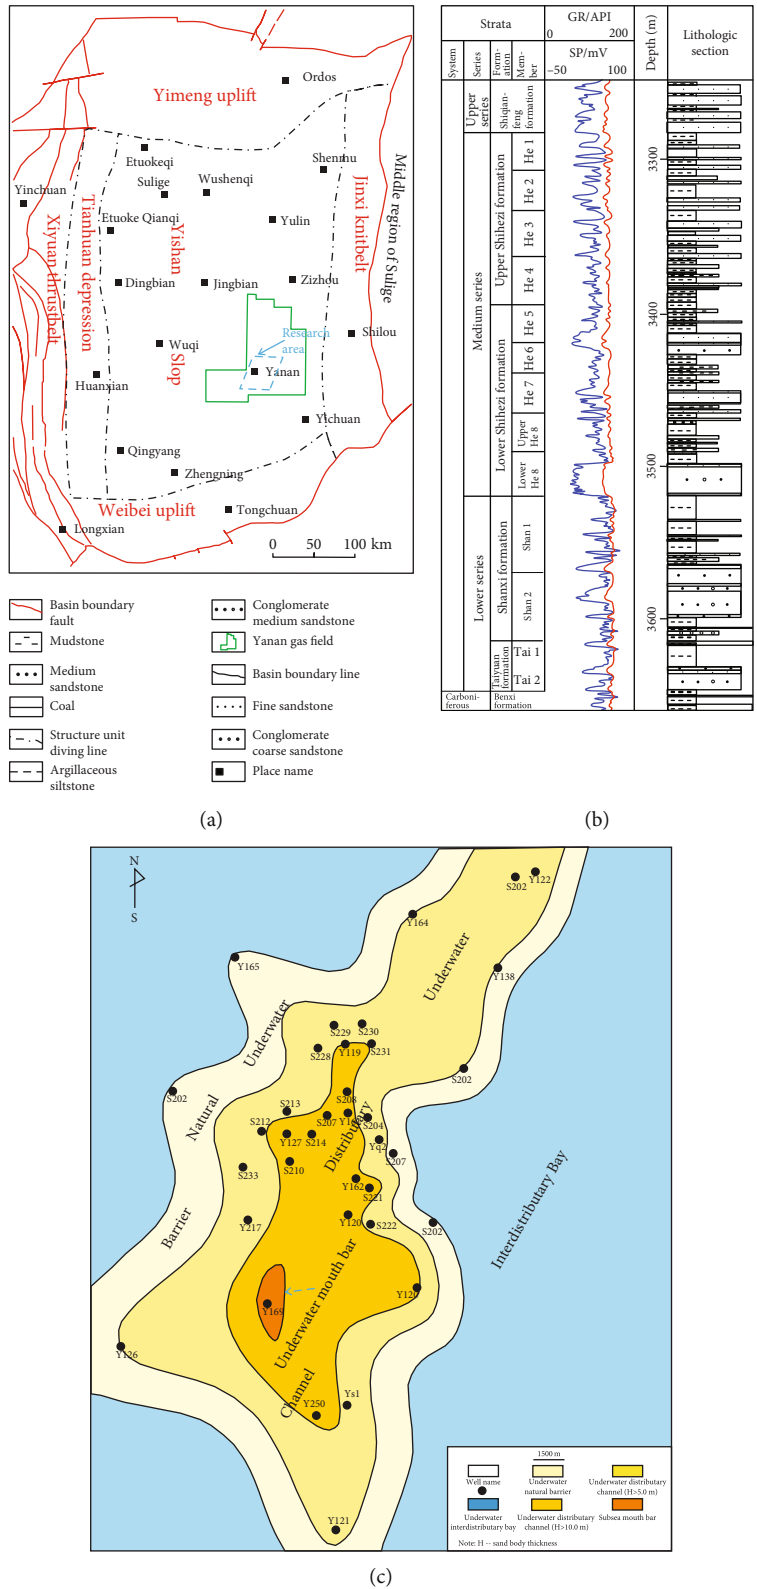 Ordos
Yimeng uplift
Etuokeqi
Shenmu
Sulige
Wushenqi
Yinchuan
Etuoke Qianqi
Yulin
Xiyuan thrustbelt
Tianhuan depression
Yishan
Slop
Jinxi knitbelt
Middle region of Sulige
Dingbian
Jingbian
Zizhou
Research
area
Shilou
Wuqi
Yanan
Huanxian
Yichuan
Qingyang
Zhengning
Weibei uplift
Tongchuan
Longxian
0 50 100 km
Basin boundary
fault
Mudstone
Medium
sandstone
Coal
Structure unit
diving line
Argillaceous
siltstone
Conglomerate
medium sandstone
Yanan gas field
Basin boundary line
Fine sandstone
Conglomerate
coarse sandstone
Place name
(a)
Strata
GR/API
0 200
SP/mV
–50 100
Depth (m)
Lithologic
section
System
Series
Form-
ation
Mem-
ber
Upper
series
Shiqian-
feng
formation
Medium series
Upper Shihezi formation
He 1
He 2
He 3
He 4
Lower Shihezi formation
He 5
He 6
He 7
Upper
He 8
Lower
He 8
Lower series
Shanxi formation
Shan 1
Shan 2
Taiyuan
formation
Tai 1
Tai 2
Carboni-
ferous
Benxi
formation
3300
3400
3500
3600
(b)
N
S
S202
Y122
Y164
Y165
Y138
Underwater
Underwater
S229
S230
S228
Y119
S231
S202
S202
Natural
S213
S208
S212
S207
S204
Y127
S214
Distributary
Yq2
S207
S210
S233
Y162
S221
Y217
Y120
S222
S202
Barrier
Interdistributary Bay
Underwater mouth bar
Y169
Y120
Y126
Channel
Y250
Ys1
Y121
1500 m
Well name
Underwater
natural barrier
Underwater distributary
channel (H>5.0 m)
Underwater
interdistributary bay
Underwater distributary
channel (H>10.0 m)
Subsea mouth bar
Note: H -- sand body thickness
(c)